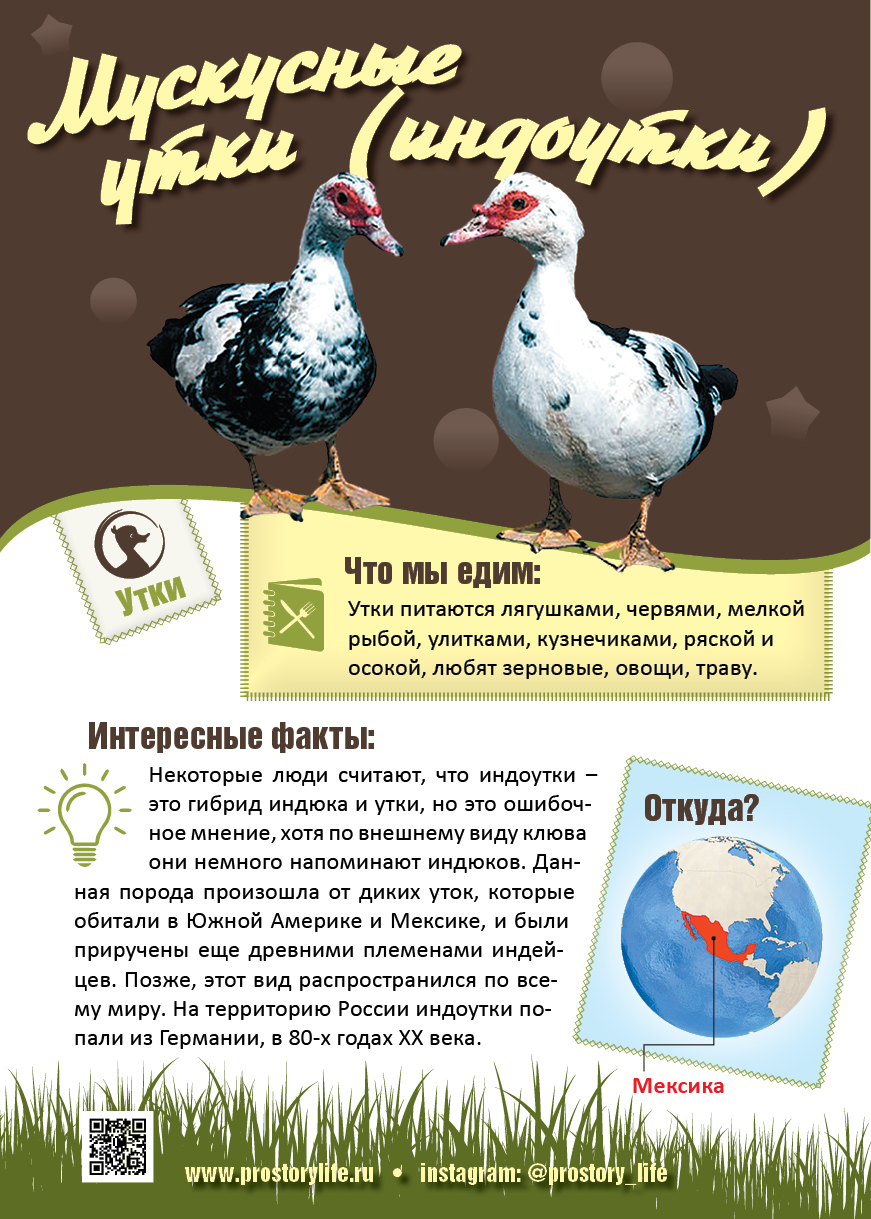 Мускусные
утки (индоутки)
Утки
Что мы едим:
Утки питаются лягушками, червями, мелкой
рыбой, улитками, кузнечиками, ряской и
осокой, любят зерновые, овощи, траву.
Интересные факты:
Некоторые люди считают, что индоутки –
это гибрид индюка и утки, но это ошибоч-
ное мнение, хотя по внешнему виду клюва
они немного напоминают индюков. Дан-
ная порода произошла от диких уток, которые
обитали в Южной Америке и Мексике, и были
приручены еще древними племенами индей-
цев. Позже, этот вид распространился по все-
му миру. На территорию России индоутки по-
пали из Германии, в 80-х годах XX века.
Откуда?
Мексика
www.prostorylife.ru • instagram: @prostory_life